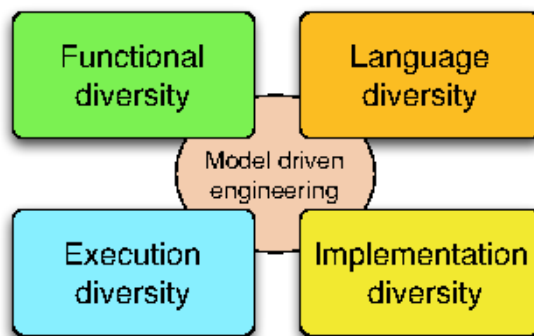 Functional
diversity
Language
diversity
Model driven
engineering
Execution
diversity
Implementation
diversity